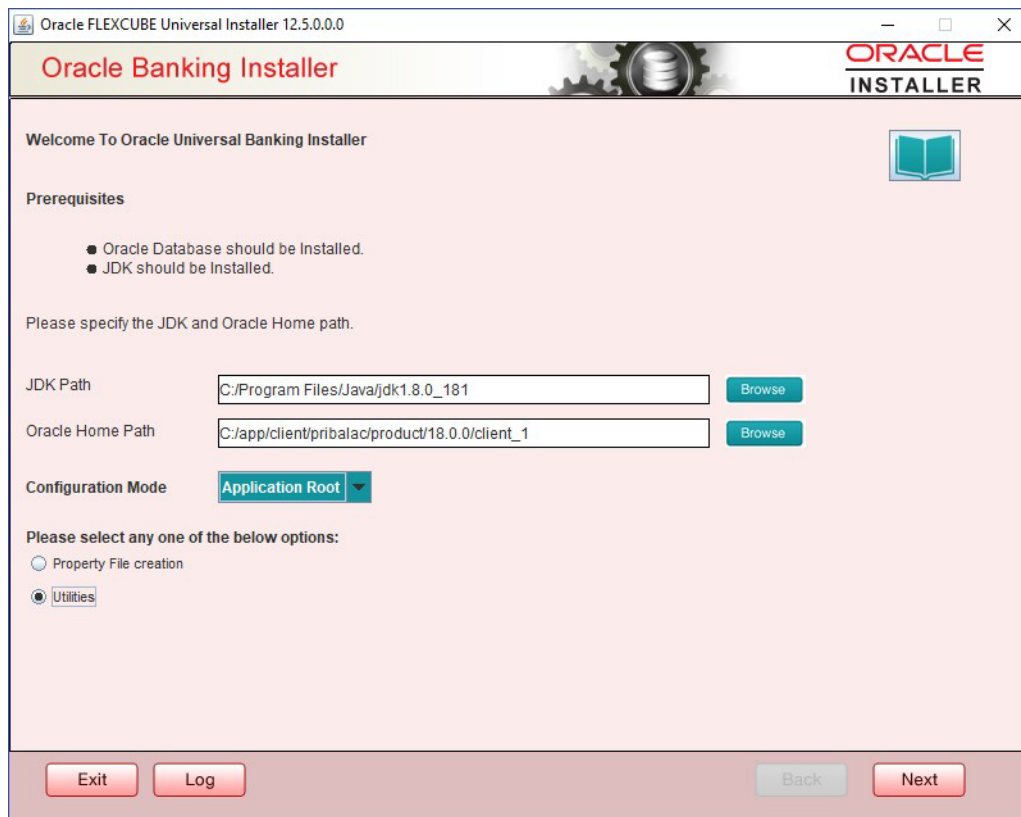 Oracle FLEXCUBE Universal Installer 12.5.0.0.0
Oracle Banking Installer
ORACLE
INSTALLER
Welcome To Oracle Universal Banking Installer
Prerequisites
Oracle Database should be Installed.
JDK should be Installed.
Please specify the JDK and Oracle Home path.
JDK Path C:/Program Files/Java/jdk1.8.0_181 Browse
Oracle Home Path C:/app/client/pribalac/product/18.0.0/client_1 Browse
Configuration Mode Application Root
Please select any one of the below options:
Property File creation
Utilities
Exit Log Back Next